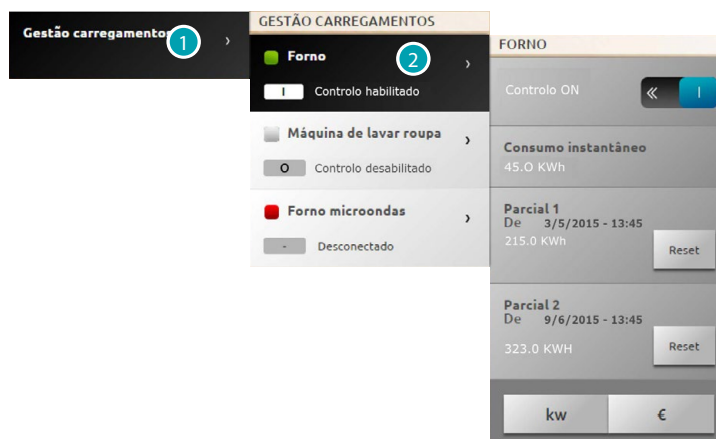 Gestão carregamentos
1
›
GESTÃO CARREGAMENTOS
Forno
2
›
I Controlo habilitado
Máquina de lavar roupa ›
O Controlo desabilitado
Forno microondas ›
- Desconectado
FORNO
Controlo ON « I
Consumo instantâneo
45.O KWh
Parcial 1
De 3/5/2015 - 13:45
215.0 KWh
Reset
Parcial 2
De 9/6/2015 - 13:45
323.0 KWH
Reset
kw €